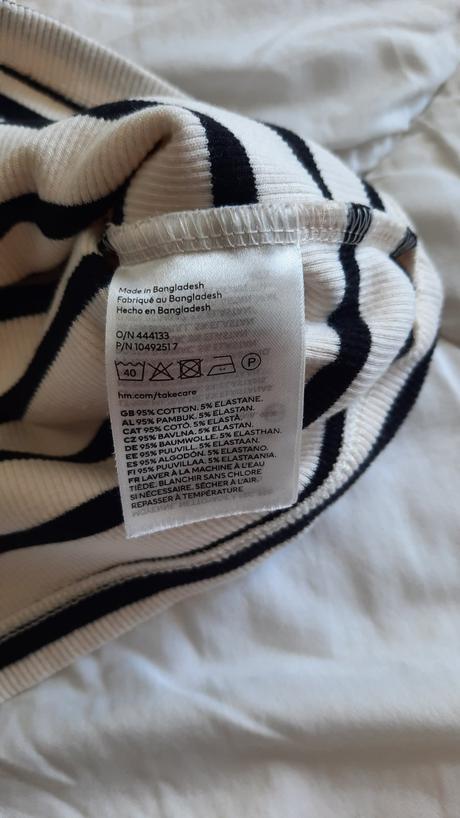 Made in Bangladesh
Fabriqué au Bangladesh
Hecho en Bangladesh
O/N 444133
P/N 1049251 7
40 P
hm.com/takecare
GB 95% COTTON. 5% ELASTANE.
AL 95% PAMBUK. 5% ELASTAN.
CAT 95% COTÓ. 5% ELASTÀ.
CZ 95% BAVLNA. 5% ELASTAN.
DE 95% BAUMWOLLE. 5% ELASTHAN.
EE 95% PUUVILL. 5% ELASTAAN.
ES 95% ALGODÓN. 5% ELASTANO.
FI 95% PUUVILLAA. 5% ELASTAANIA.
FR LAVER À LA MACHINE À L'EAU
TIÈDE. BLANCHIR SANS CHLORE
SI NÉCESSAIRE. SÉCHER À L'AIR.
REPASSER À TEMPÉRATURE